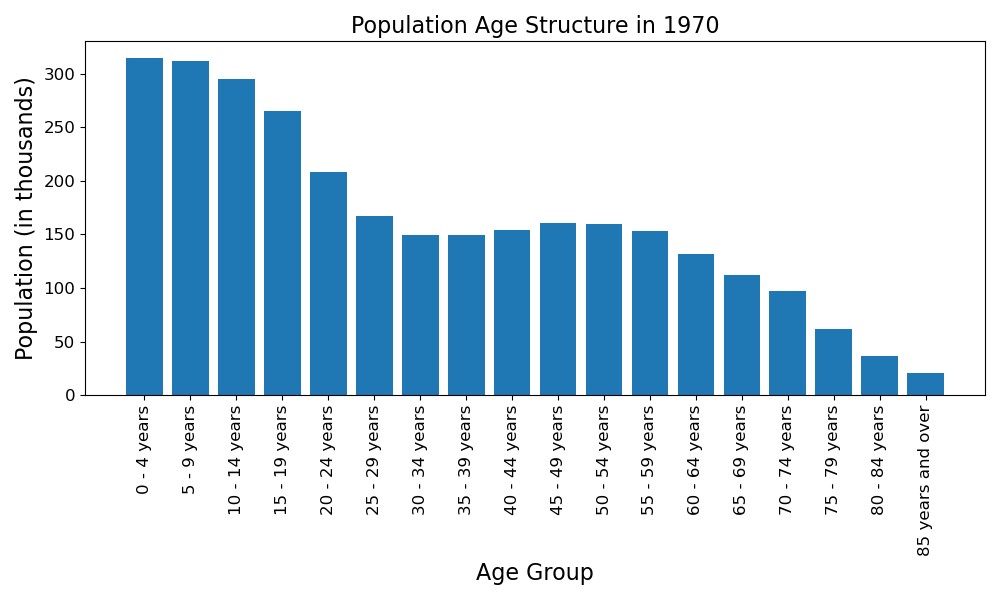 Population Age Structure in 1970
Population (in thousands)
300
250
200
150
100
50
0
0 - 4 years
5 - 9 years
10 - 14 years
15 - 19 years
20 - 24 years
25 - 29 years
30 - 34 years
35 - 39 years
40 - 44 years
45 - 49 years
50 - 54 years
55 - 59 years
60 - 64 years
65 - 69 years
70 - 74 years
75 - 79 years
80 - 84 years
85 years and over
Age Group